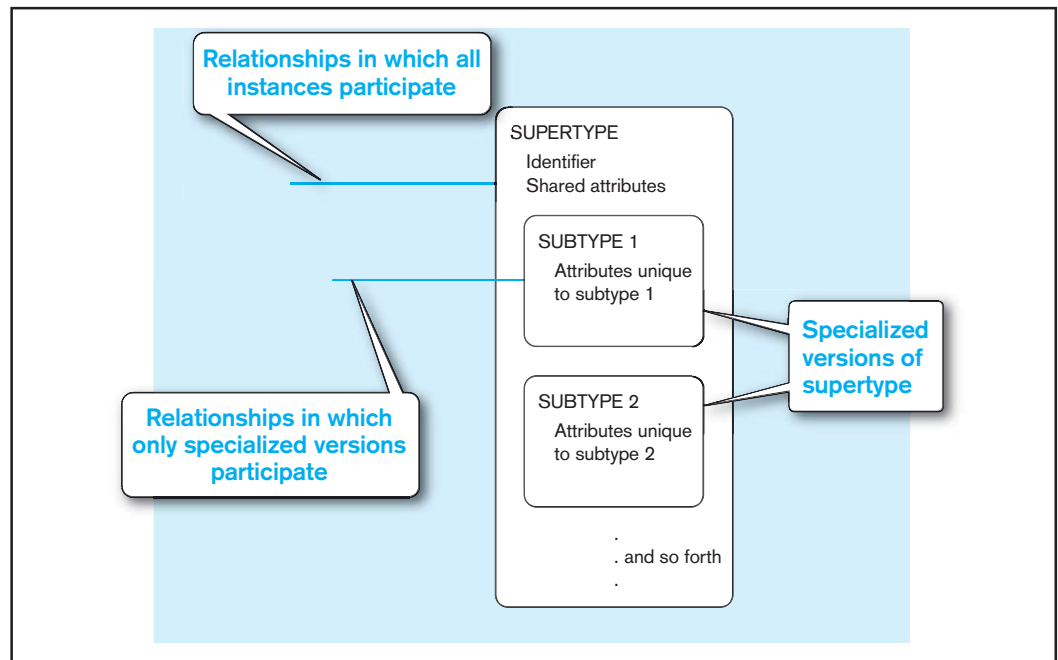 Relationships in which all
instances participate
SUPERTYPE
Identifier
Shared attributes
SUBTYPE 1
Attributes unique
to subtype 1
Specialized
versions of
supertype
SUBTYPE 2
Attributes unique
to subtype 2
Relationships in which
only specialized versions
participate
.
. and so forth
.